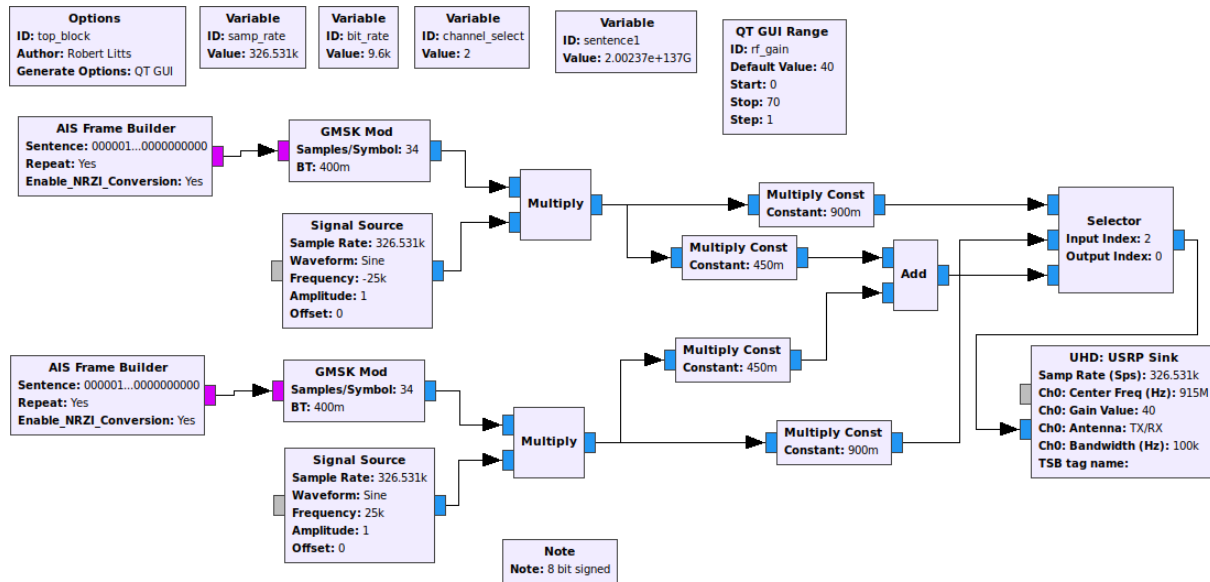 Options
ID: top_block
Author: Robert Litts
Generate Options: QT GUI
Variable
ID: samp_rate
Value: 326.531k
Variable
ID: bit_rate
Value: 9.6k
Variable
ID: channel_select
Value: 2
Variable
ID: sentence1
Value: 2.00237e+137G
QT GUI Range
ID: rf_gain
Default Value: 40
Start: 0
Stop: 70
Step: 1
AIS Frame Builder
Sentence: 000001...0000000000
Repeat: Yes
Enable_NRZI_Conversion: Yes
GMSK Mod
Samples/Symbol: 34
BT: 400m
Signal Source
Sample Rate: 326.531k
Waveform: Sine
Frequency: -25k
Amplitude: 1
Offset: 0
Multiply
Multiply Const
Constant: 900m
Multiply Const
Constant: 450m
Add
Selector
Input Index: 2
Output Index: 0
AIS Frame Builder
Sentence: 000001...0000000000
Repeat: Yes
Enable_NRZI_Conversion: Yes
GMSK Mod
Samples/Symbol: 34
BT: 400m
Signal Source
Sample Rate: 326.531k
Waveform: Sine
Frequency: 25k
Amplitude: 1
Offset: 0
Multiply
Multiply Const
Constant: 450m
Multiply Const
Constant: 900m
UHD: USRP Sink
Samp Rate (Sps): 326.531k
Ch0: Center Freq (Hz): 915M
Ch0: Gain Value: 40
Ch0: Antenna: TX/RX
Ch0: Bandwidth (Hz): 100k
TSB tag name:
Note
Note: 8 bit signed